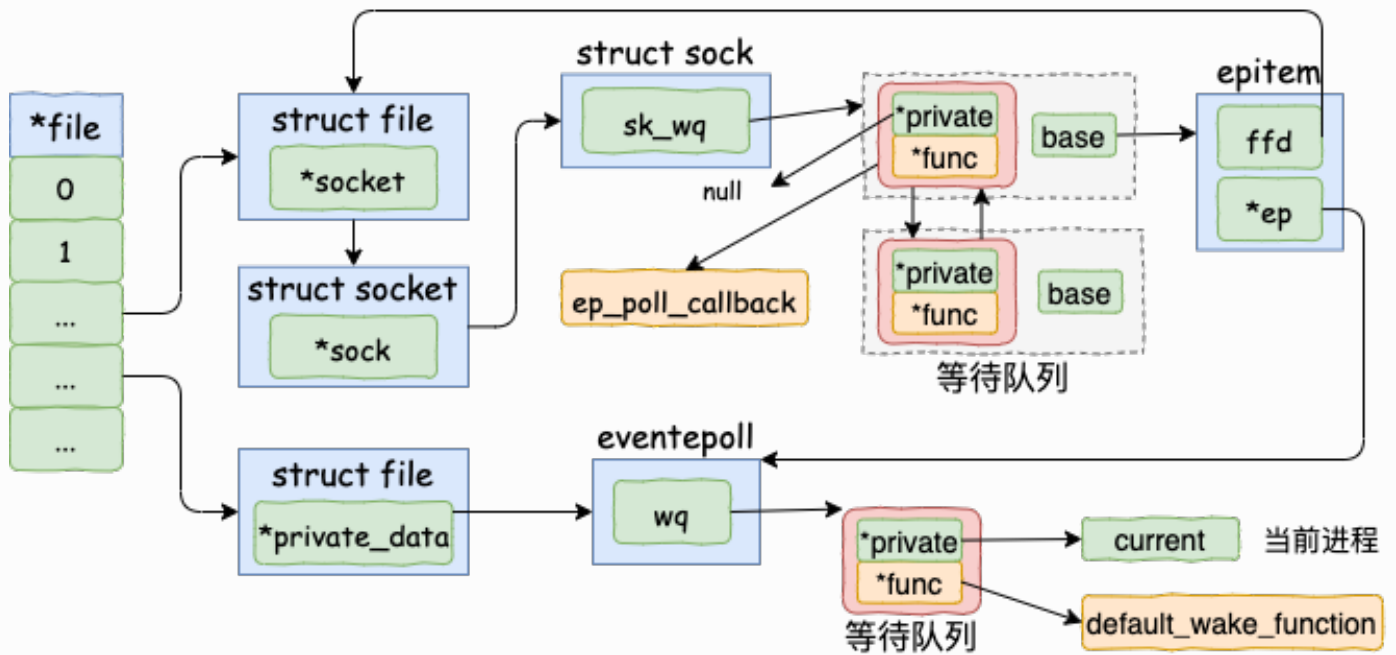 *file
0
1
...
...
...
struct file
*socket
struct socket
*sock
struct sock
sk_wq
*private
*func
base
null
ep_poll_callback
*private
*func
base
等待队列
epitem
ffd
*ep
struct file
*private_data
eventepoll
wq
*private
*func
等待队列
current
当前进程
default_wake_function